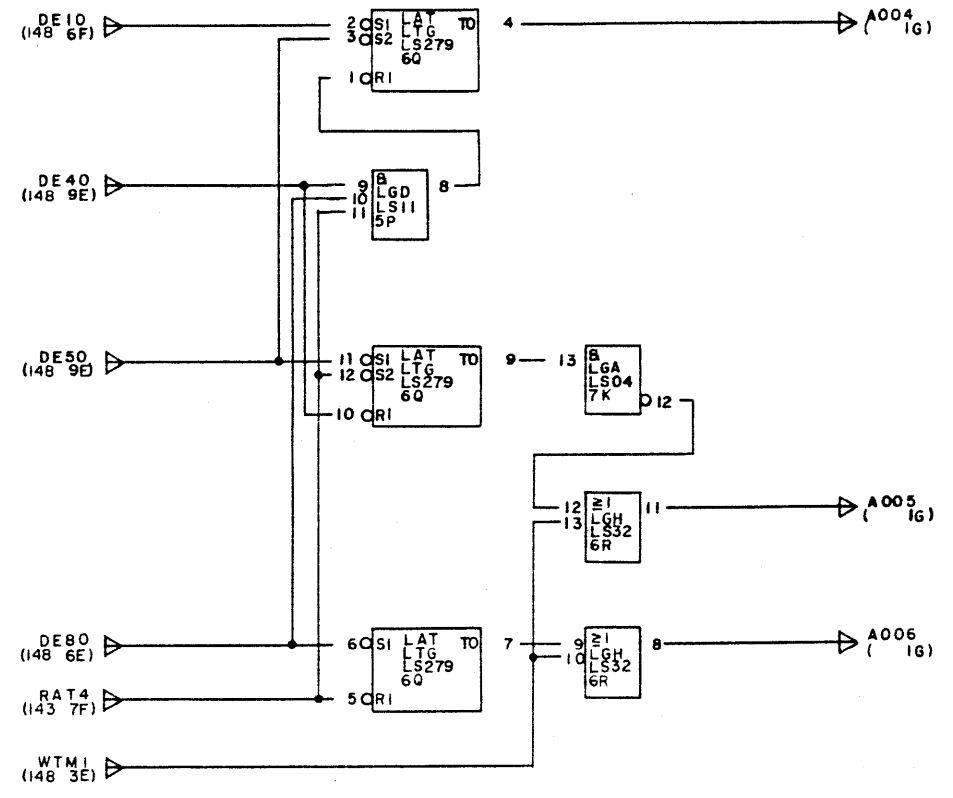 DE10
(148 6F)
2 S1 LAT TO 4
3 S2 LTG
LS279
6Q
1 R1
A004
( 1G)
DE40
(148 9E)
9 & 8
10 LGD
11 LS11
5P
DE50
(148 9E)
11 S1 LAT TO 9
12 S2 LTG
LS279
6Q
10 R1
13 &
LGA
LS04
7K 12
12 ≥1 11
13 LGH
LS32
6R
A005
( 1G)
DE80
(148 6E)
6 S1 LAT TO 7
LTG
LS279
6Q
5 R1
9 ≥1 8
10 LGH
LS32
6R
A006
( 1G)
RAT4
(143 7F)
WTM1
(148 3E)